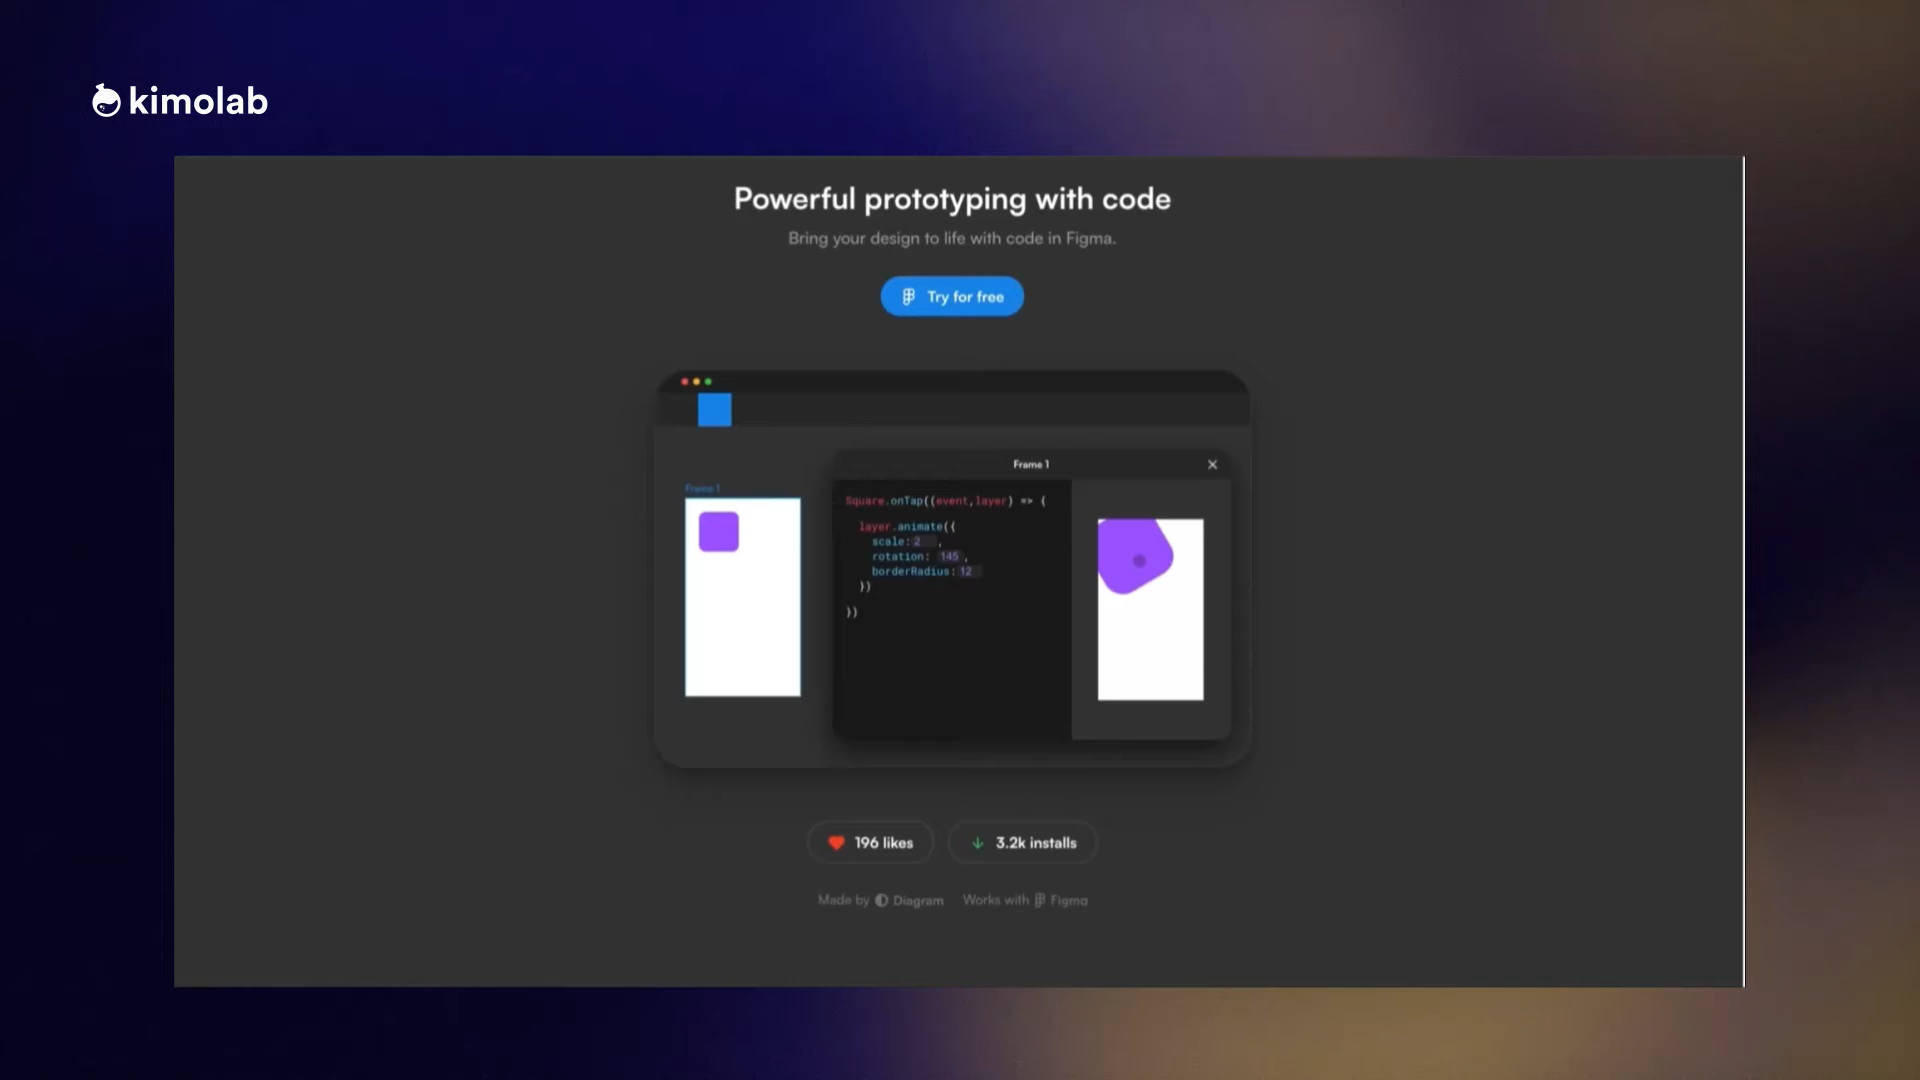 kimolab
Powerful prototyping with code
Bring your design to life with code in Figma.
Try for free
Frame 1
Frame 1
Square.onTap((event,layer) => {
layer.animate({
scale: 2 ,
rotation: 145 ,
borderRadius: 12
})
})
196 likes
3.2k installs
Made by Diagram
Works with Figma